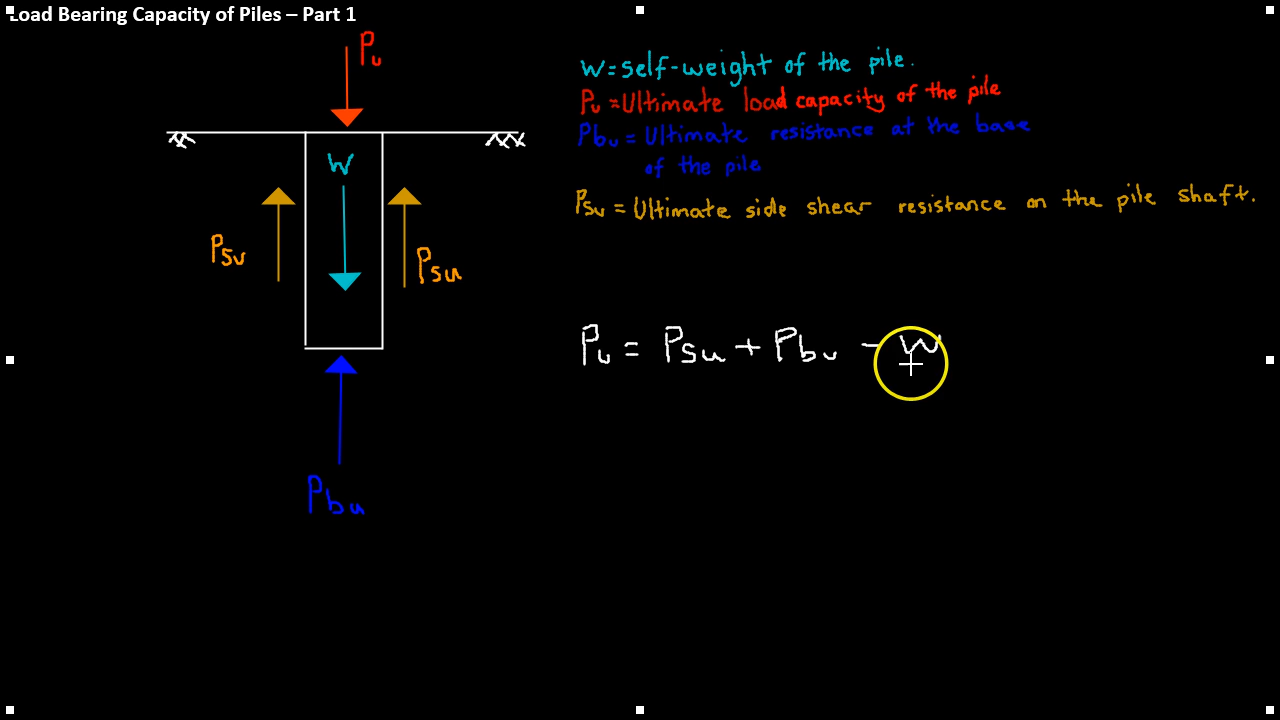 Load Bearing Capacity of Piles – Part 1
Pu
W = self-weight of the pile.
Pu = Ultimate load capacity of the pile
Pbu = Ultimate resistance at the base
of the pile
Psu = Ultimate side shear resistance on the pile shaft.
W
Psu
Psu
Pu = Psu + Pbu - W
Pbu